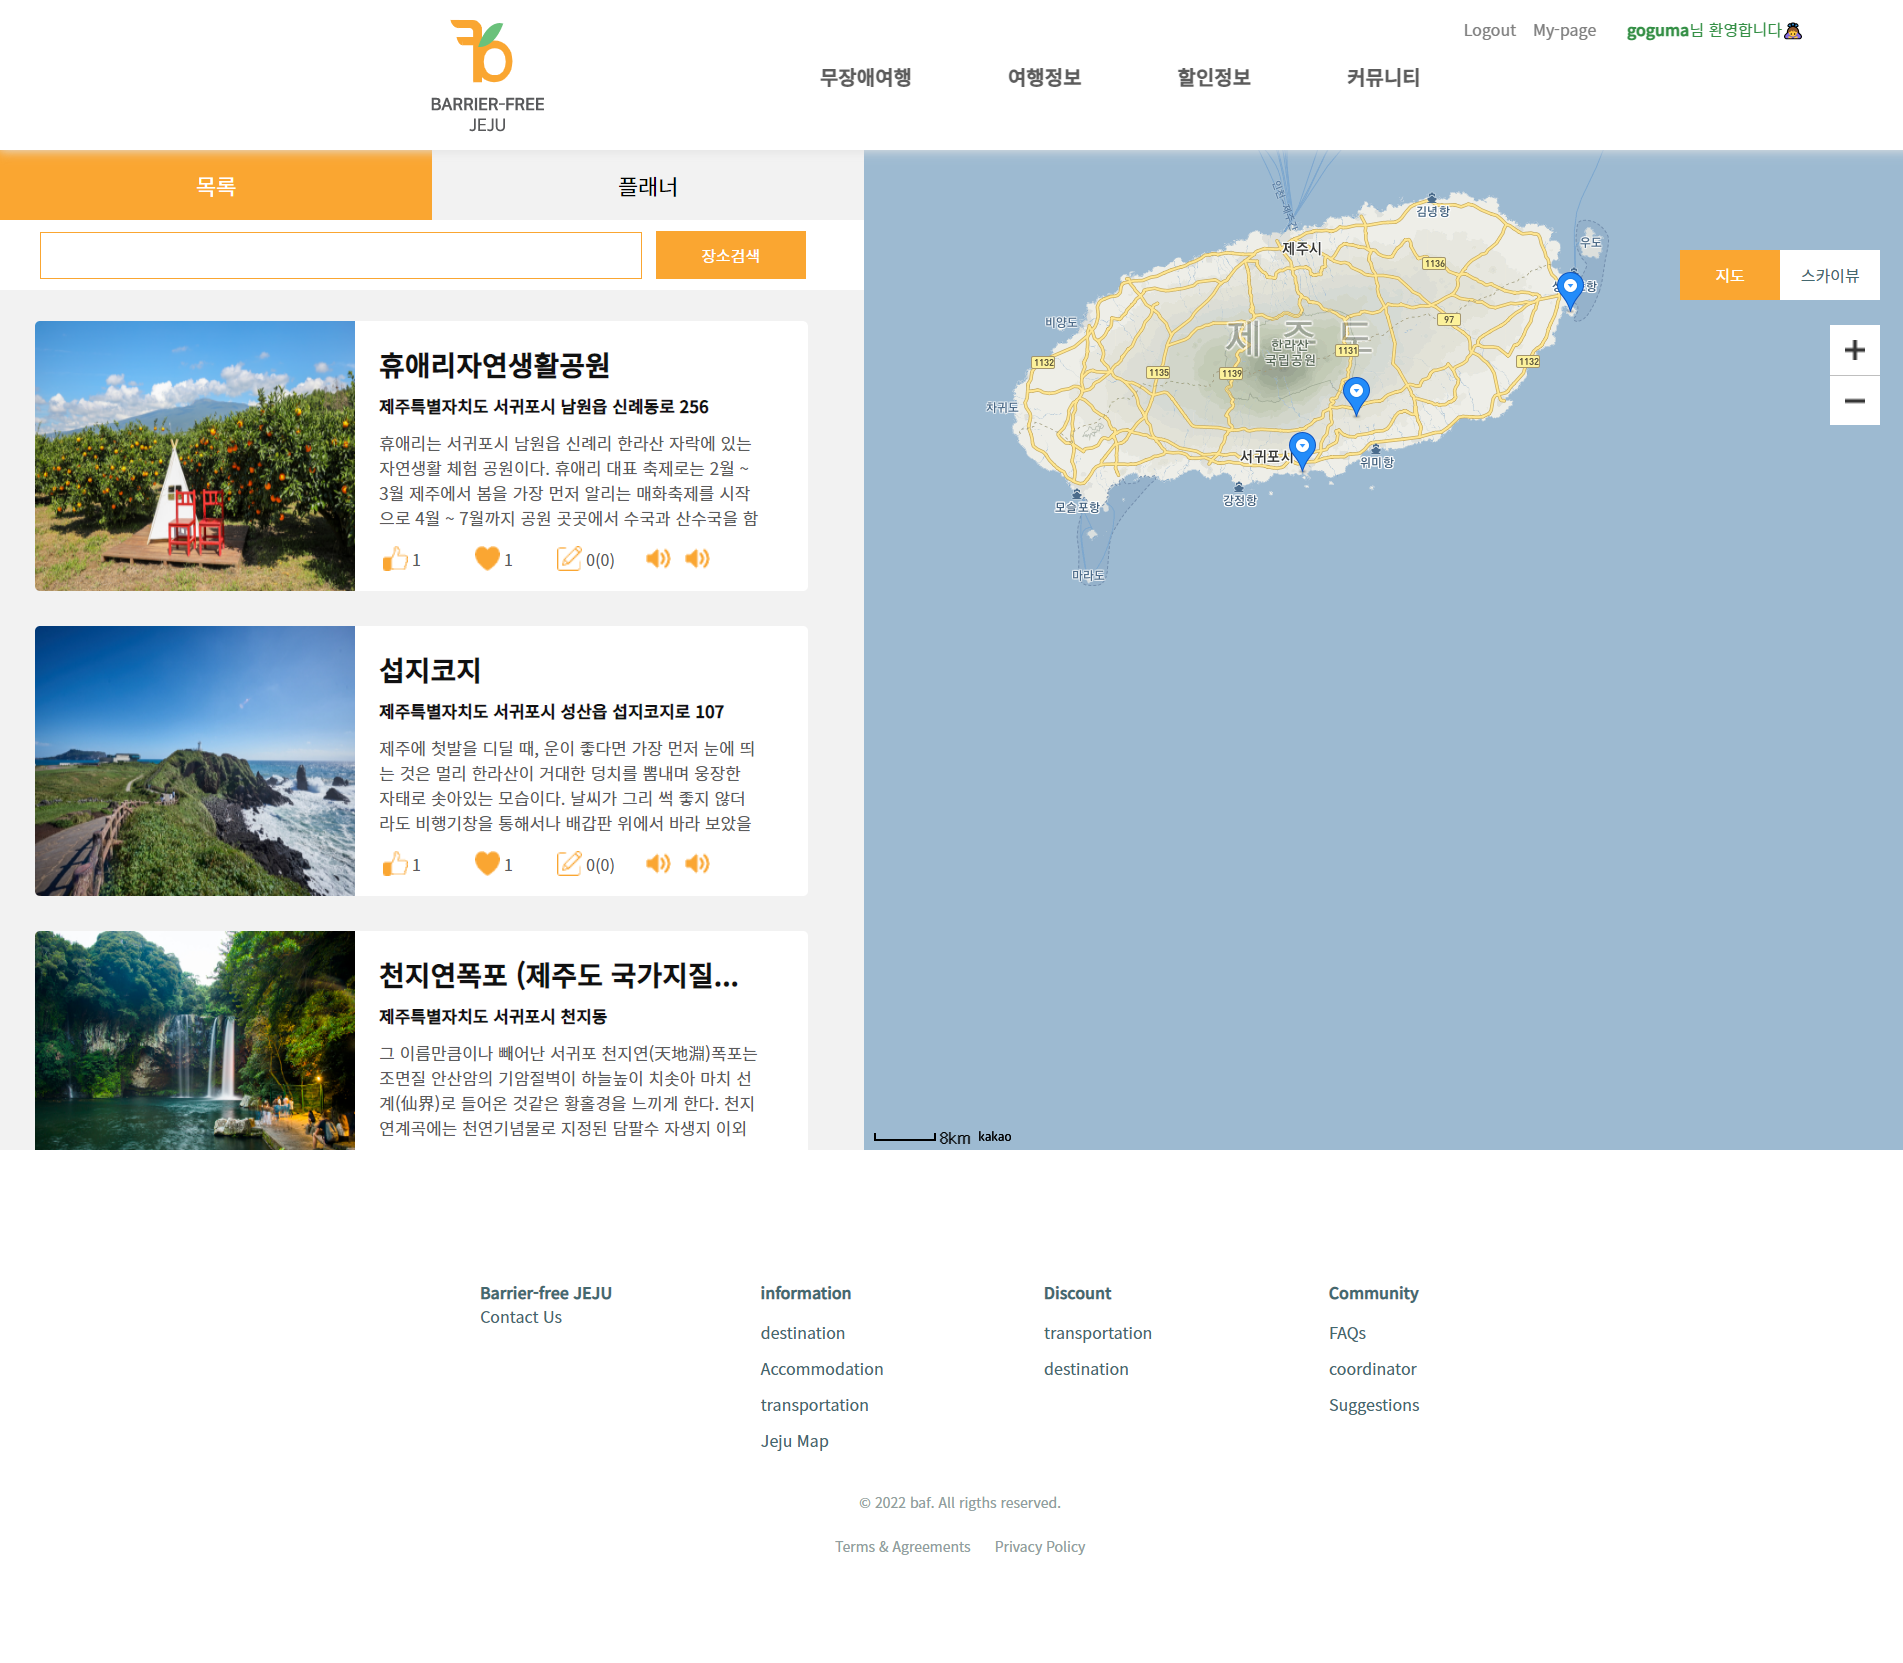 BARRIER-FREE
JEJU
Logout My-page goguma님 환영합니다
무장애여행 여행정보 할인정보 커뮤니티
목록 플래너
장소검색
휴애리자연생활공원
제주특별자치도 서귀포시 남원읍 신례동로 256
휴애리는 서귀포시 남원읍 신례리 한라산 자락에 있는
자연생활 체험 공원이다. 휴애리 대표 축제로는 2월 ~
3월 제주에서 봄을 가장 먼저 알리는 매화축제를 시작
으로 4월 ~ 7월까지 공원 곳곳에서 수국과 산수국을 함
1 1 0(0)
섭지코지
제주특별자치도 서귀포시 성산읍 섭지코지로 107
제주에 첫발을 디딜 때, 운이 좋다면 가장 먼저 눈에 띄
는 것은 멀리 한라산이 거대한 덩치를 뽐내며 웅장한
자태로 솟아있는 모습이다. 날씨가 그리 썩 좋지 않더
라도 비행기창을 통해서나 배갑판 위에서 바라 보았을
1 1 0(0)
천지연폭포 (제주도 국가지질...
제주특별자치도 서귀포시 천지동
그 이름만큼이나 빼어난 서귀포 천지연(天地淵)폭포는
조면질 안산암의 기암절벽이 하늘높이 치솟아 마치 선
계(仙界)로 들어온 것같은 황홀경을 느끼게 한다. 천지
연계곡에는 천연기념물로 지정된 담팔수 자생지 이외
김녕항
우도
제주시
1136
지도 스카이뷰
비양도
97
제주도
한라산
국립공원
1131
1132
1135
1139
1132
차귀도
서귀포시
위미항
강정항
모슬포항
마라도
8km kakao
Barrier-free JEJU
Contact Us
information
destination
Accommodation
transportation
Jeju Map
Discount
transportation
destination
Community
FAQs
coordinator
Suggestions
© 2022 baf. All rigths reserved.
Terms & Agreements Privacy Policy